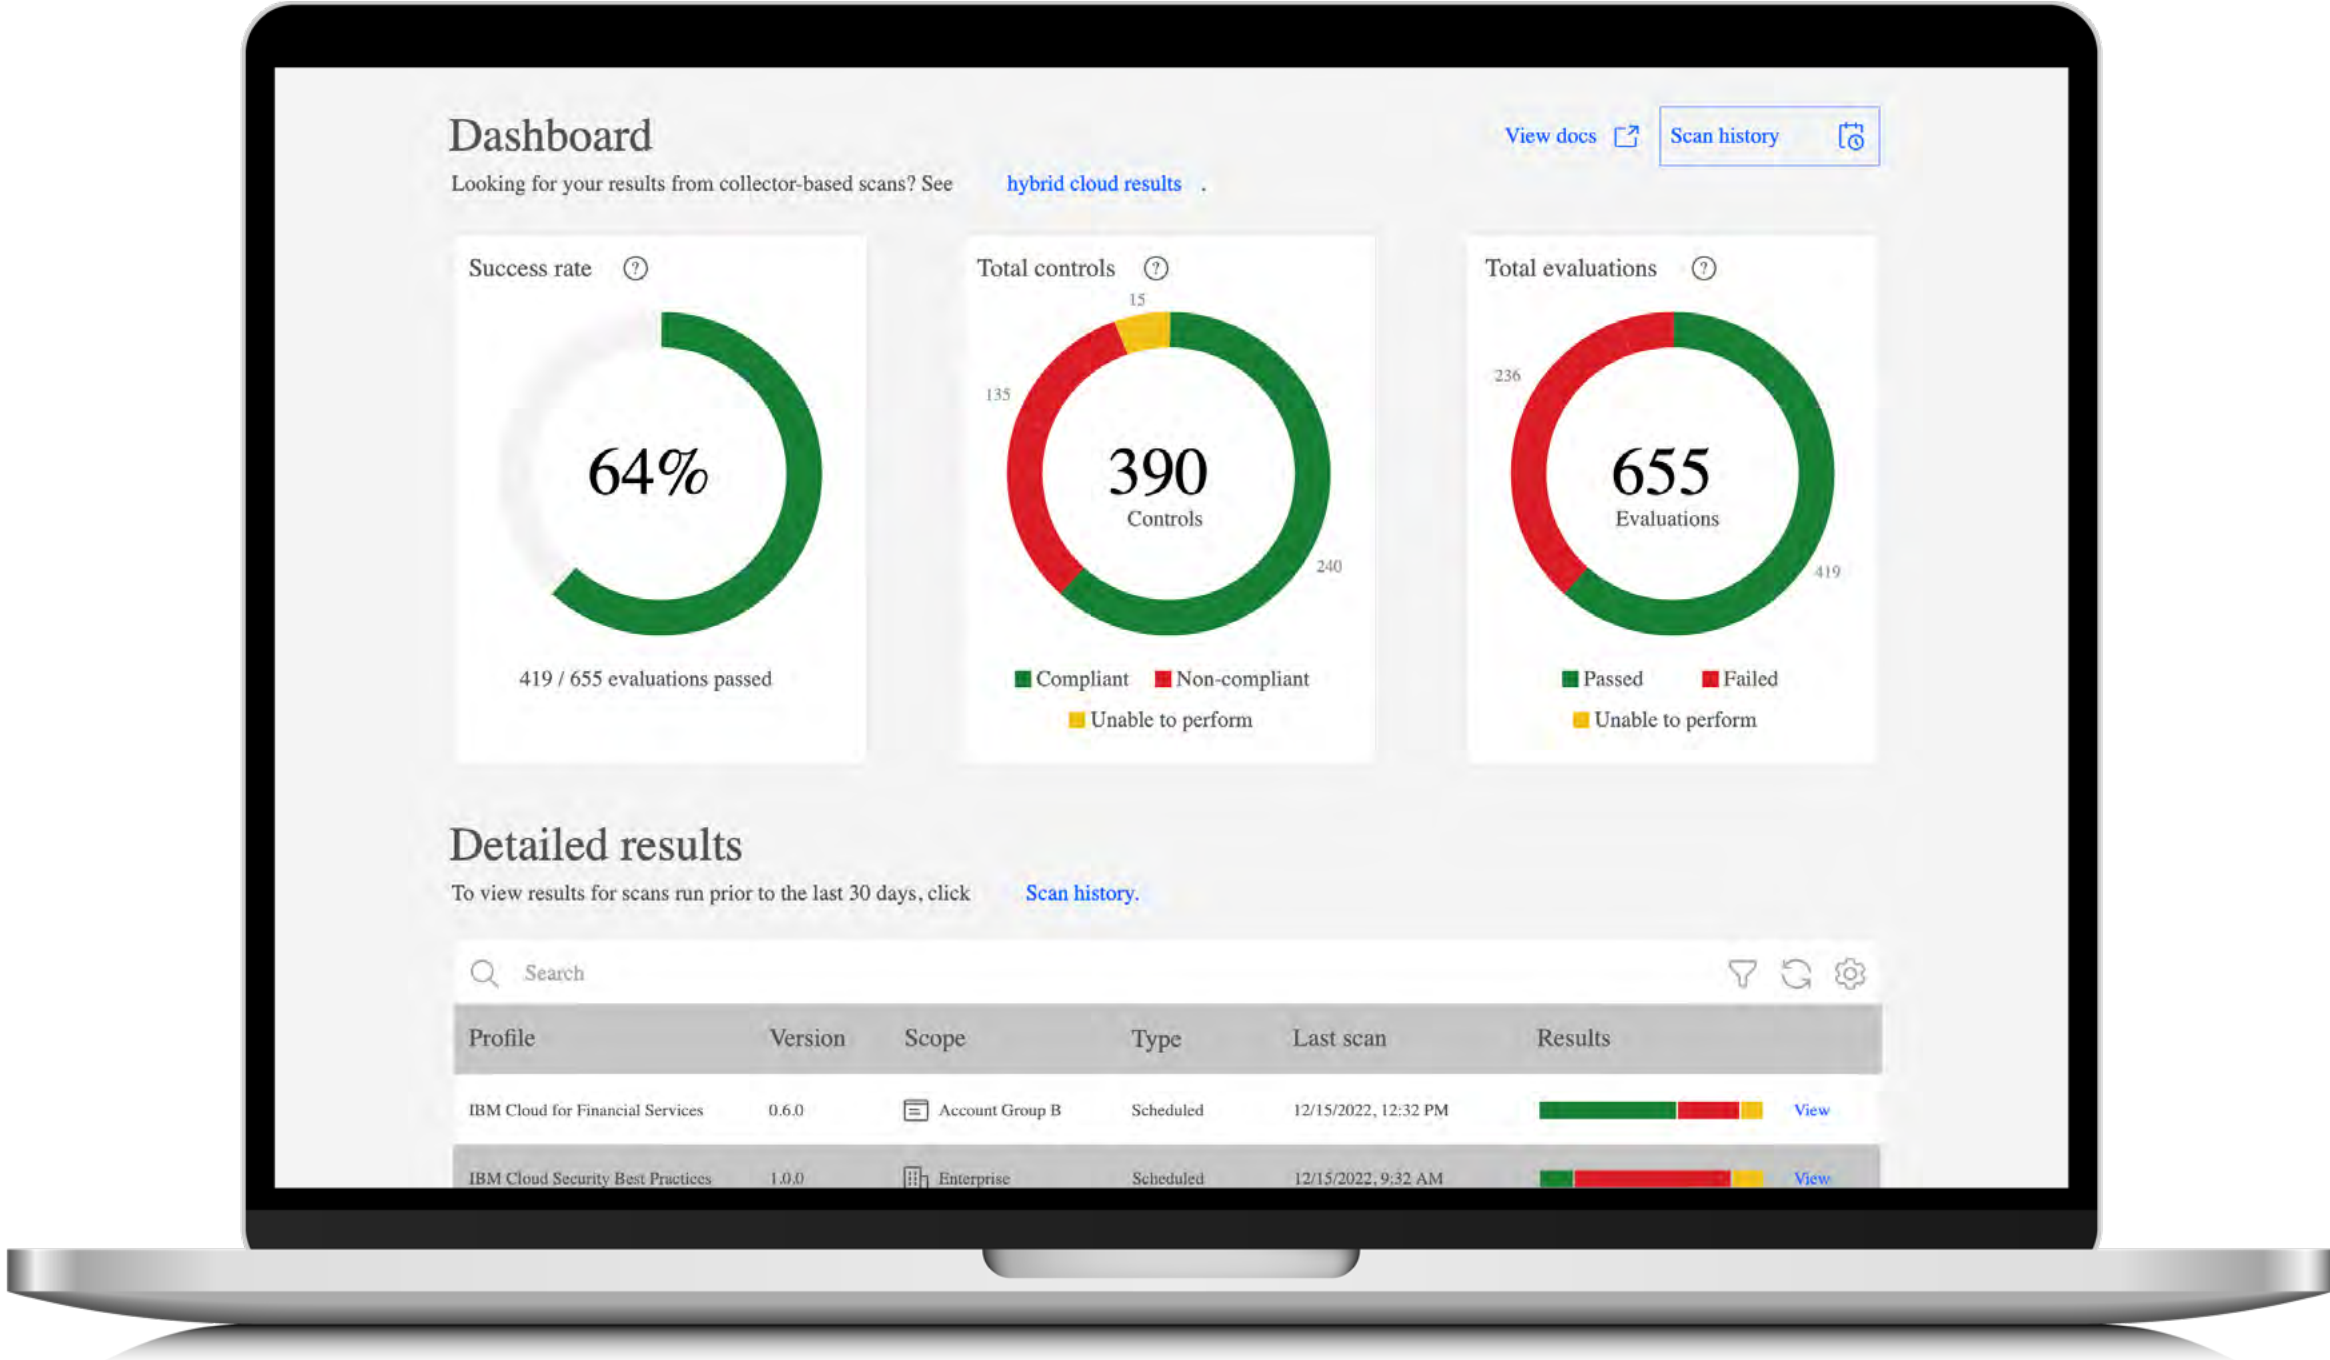 Dashboard
View docs
Scan history
Looking for your results from collector-based scans? See hybrid cloud results .
Success rate ?
64%
419 / 655 evaluations passed
Total controls ?
15
135
390
Controls
240
Compliant Non-compliant
Unable to perform
Total evaluations ?
236
655
Evaluations
419
Passed Failed
Unable to perform
Detailed results
To view results for scans run prior to the last 30 days, click Scan history.
Search
Profile Version Scope Type Last scan Results
IBM Cloud for Financial Services 0.6.0 Account Group B Scheduled 12/15/2022, 12:32 PM View
IBM Cloud Security Best Practices 1.0.0 Enterprise Scheduled 12/15/2022, 9:32 AM View